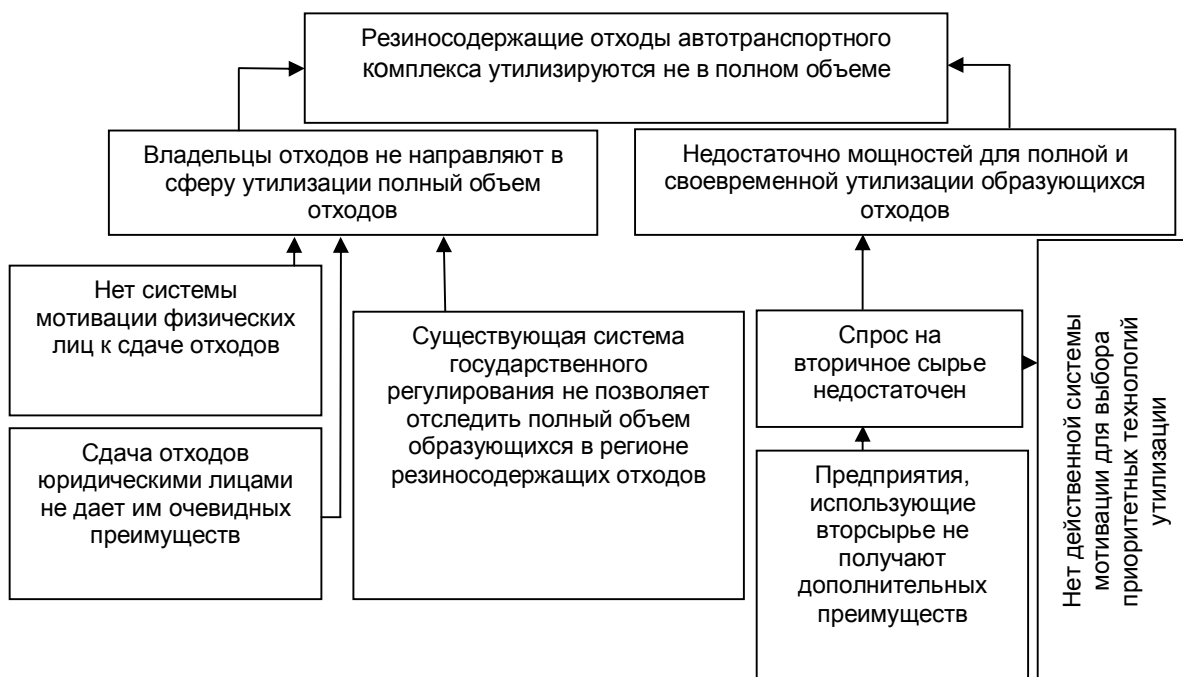 Резиносодержащие отходы автотранспортного
комплекса утилизируются не в полном объеме
Владельцы отходов не направляют в
сферу утилизации полный объем
отходов
Недостаточно мощностей для полной и
своевременной утилизации образующихся
отходов
Нет системы
мотивации физических
лиц к сдаче отходов
Существующая система
государственного
регулирования не позволяет
отследить полный объем
образующихся в регионе
резиносодержащих отходов
Спрос на
вторичное сырье
недостаточен
Нет действенной системы
мотивации для выбора
приоритетных технологий
утилизации
Сдача отходов
юридическими лицами
не дает им очевидных
преимуществ
Предприятия,
использующие
вторсырье не
получают
дополнительных
преимуществ